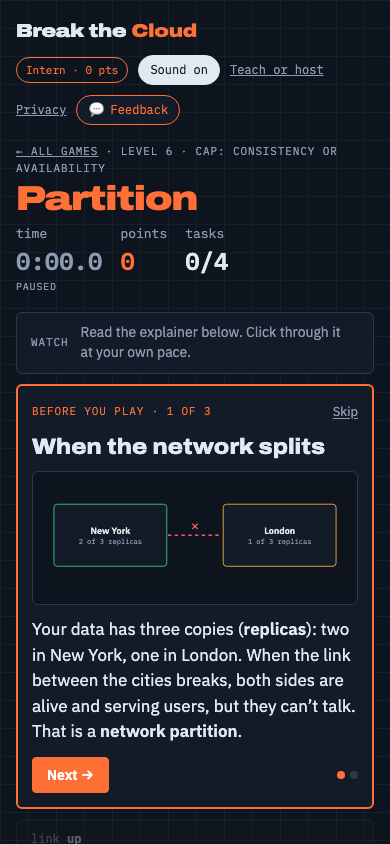 Break the Cloud
Intern · 0 pts
Sound on
Teach or host
Privacy
💬 Feedback
← ALL GAMES · LEVEL 6 · CAP: CONSISTENCY OR
AVAILABILITY
Partition
time
points
tasks
0:00.0
0
0/4
PAUSED
WATCH
Read the explainer below. Click through it
at your own pace.
BEFORE YOU PLAY · 1 OF 3
Skip
When the network splits
New York
2 of 3 replicas
×
London
1 of 3 replicas
Your data has three copies (replicas): two
in New York, one in London. When the link
between the cities breaks, both sides are
alive and serving users, but they can’t talk.
That is a network partition.
Next →
link up